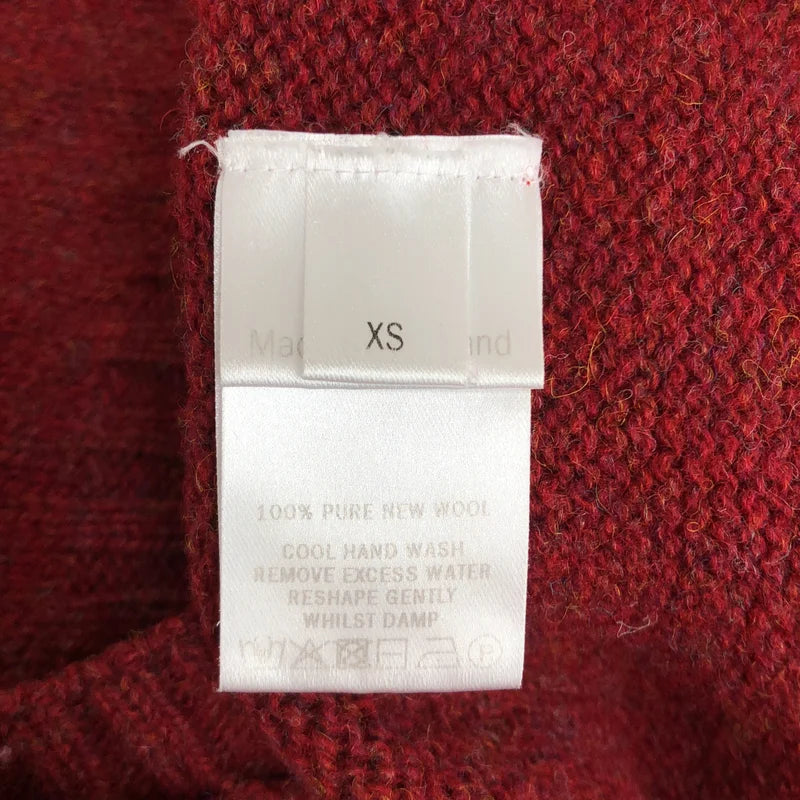 XS
100% PURE NEW WOOL
COOL HAND WASH
REMOVE EXCESS WATER
RESHAPE GENTLY
WHILST DAMP
P